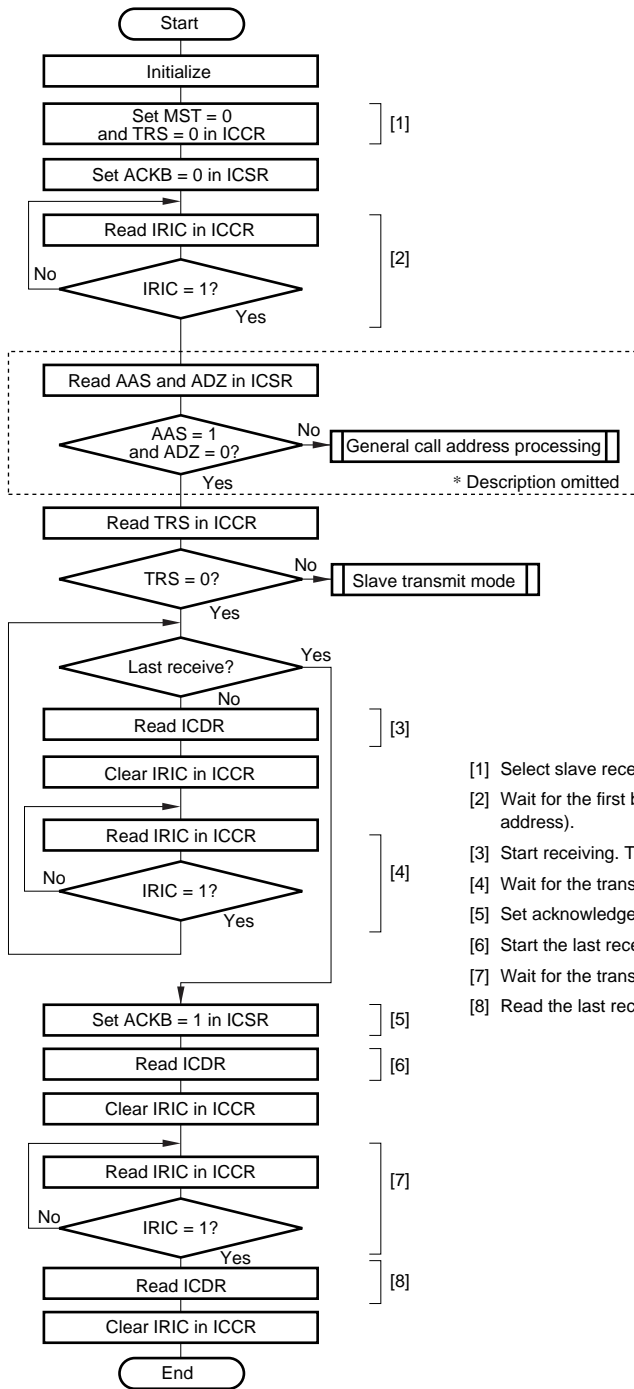 Start
Initialize
Set MST = 0
and TRS = 0 in ICCR
[1]
Set ACKB = 0 in ICSR
Read IRIC in ICCR
[2]
No
IRIC = 1?
Yes
Read AAS and ADZ in ICSR
AAS = 1
and ADZ = 0?
No
General call address processing
Yes
* Description omitted
Read TRS in ICCR
TRS = 0?
No
Slave transmit mode
Yes
Last receive?
Yes
No
Read ICDR
[3]
Clear IRIC in ICCR
Read IRIC in ICCR
[4]
No
IRIC = 1?
Yes
Set ACKB = 1 in ICSR
[5]
Read ICDR
[6]
Clear IRIC in ICCR
Read IRIC in ICCR
[7]
No
IRIC = 1?
Yes
Read ICDR
[8]
Clear IRIC in ICCR
End
[1] Select slave rece
[2] Wait for the first b
address).
[3] Start receiving. T
[4] Wait for the trans
[5] Set acknowledge
[6] Start the last rece
[7] Wait for the trans
[8] Read the last rec